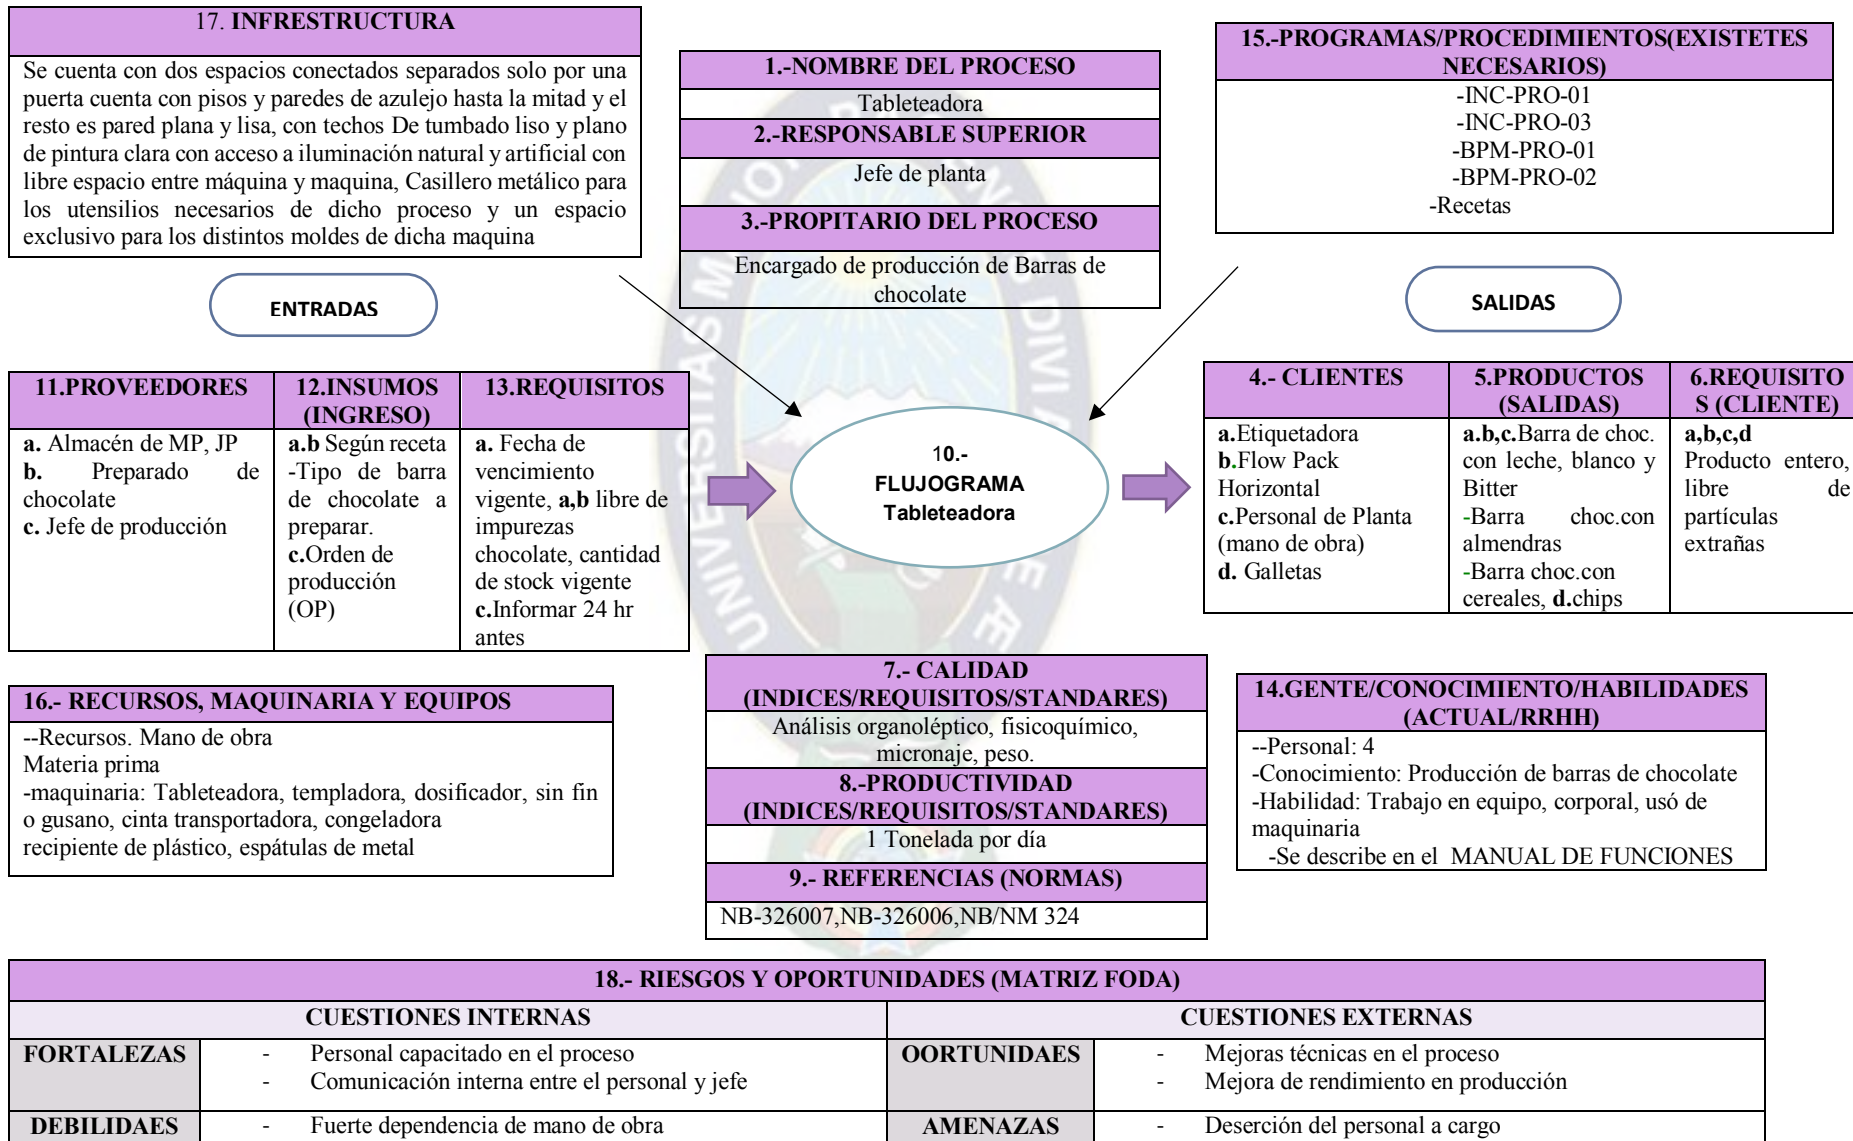 17. INFRESTRUCTURA
Se cuenta con dos espacios conectados separados solo por una
puerta cuenta con pisos y paredes de azulejo hasta la mitad y el
resto es pared plana y lisa, con techos De tumbado liso y plano
de pintura clara con acceso a iluminación natural y artificial con
libre espacio entre máquina y maquina, Casillero metálico para
los utensilios necesarios de dicho proceso y un espacio
exclusivo para los distintos moldes de dicha maquina
1.-NOMBRE DEL PROCESO
Tableteadora
2.-RESPONSABLE SUPERIOR
Jefe de planta
3.-PROPITARIO DEL PROCESO
Encargado de producción de Barras de
chocolate
15.-PROGRAMAS/PROCEDIMIENTOS(EXISTETES
NECESARIOS)
-INC-PRO-01
-INC-PRO-03
-BPM-PRO-01
-BPM-PRO-02
-Recetas
ENTRADAS
SALIDAS
11.PROVEEDORES
a. Almacén de MP, JP
b. Preparado de
chocolate
c. Jefe de producción
12.INSUMOS
(INGRESO)
a.b Según receta
-Tipo de barra
de chocolate a
preparar.
c.Orden de
producción
(OP)
13.REQUISITOS
a. Fecha de
vencimiento
vigente, a,b libre de
impurezas
chocolate, cantidad
de stock vigente
c.Informar 24 hr
antes
10.-
FLUJOGRAMA
Tableteadora
4.- CLIENTES
a.Etiquetadora
b.Flow Pack
Horizontal
c.Personal de Planta
(mano de obra)
d. Galletas
5.PRODUCTOS
(SALIDAS)
a.b,c.Barra de choc.
con leche, blanco y
Bitter
-Barra choc.con
almendras
-Barra choc.con
cereales, d.chips
6.REQUISITO
S (CLIENTE)
a,b,c,d
Producto entero,
libre de
partículas
extrañas
16.- RECURSOS, MAQUINARIA Y EQUIPOS
--Recursos. Mano de obra
Materia prima
-maquinaria: Tableteadora, templadora, dosificador, sin fin
o gusano, cinta transportadora, congeladora
recipiente de plástico, espátulas de metal
7.- CALIDAD
(INDICES/REQUISITOS/STANDARES)
Análisis organoléptico, fisicoquímico,
micronaje, peso.
8.-PRODUCTIVIDAD
(INDICES/REQUISITOS/STANDARES)
1 Tonelada por día
9.- REFERENCIAS (NORMAS)
NB-326007,NB-326006,NB/NM 324
14.GENTE/CONOCIMIENTO/HABILIDADES
(ACTUAL/RRHH)
--Personal: 4
-Conocimiento: Producción de barras de chocolate
-Habilidad: Trabajo en equipo, corporal, usó de
maquinaria
-Se describe en el MANUAL DE FUNCIONES
18.- RIESGOS Y OPORTUNIDADES (MATRIZ FODA)
CUESTIONES INTERNAS
CUESTIONES EXTERNAS
FORTALEZAS
- Personal capacitado en el proceso
- Comunicación interna entre el personal y jefe
OORTUNIDAES
- Mejoras técnicas en el proceso
- Mejora de rendimiento en producción
DEBILIDAES
- Fuerte dependencia de mano de obra
AMENAZAS
- Deserción del personal a cargo